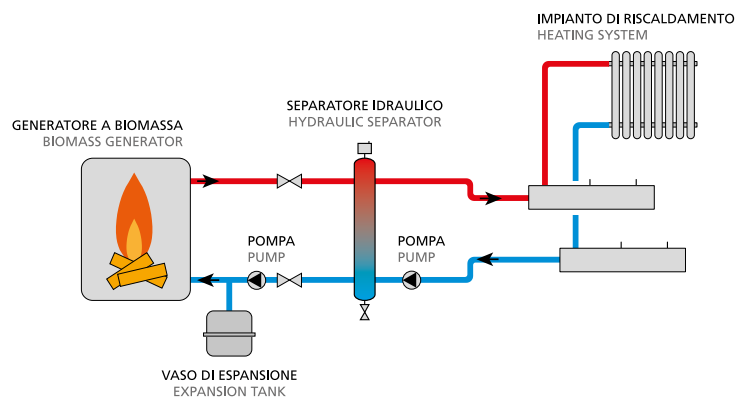 IMPIANTO DI RISCALDAMENTO
HEATING SYSTEM
SEPARATORE IDRAULICO
HYDRAULIC SEPARATOR
GENERATORE A BIOMASSA
BIOMASS GENERATOR
POMPA
PUMP
POMPA
PUMP
VASO DI ESPANSIONE
EXPANSION TANK